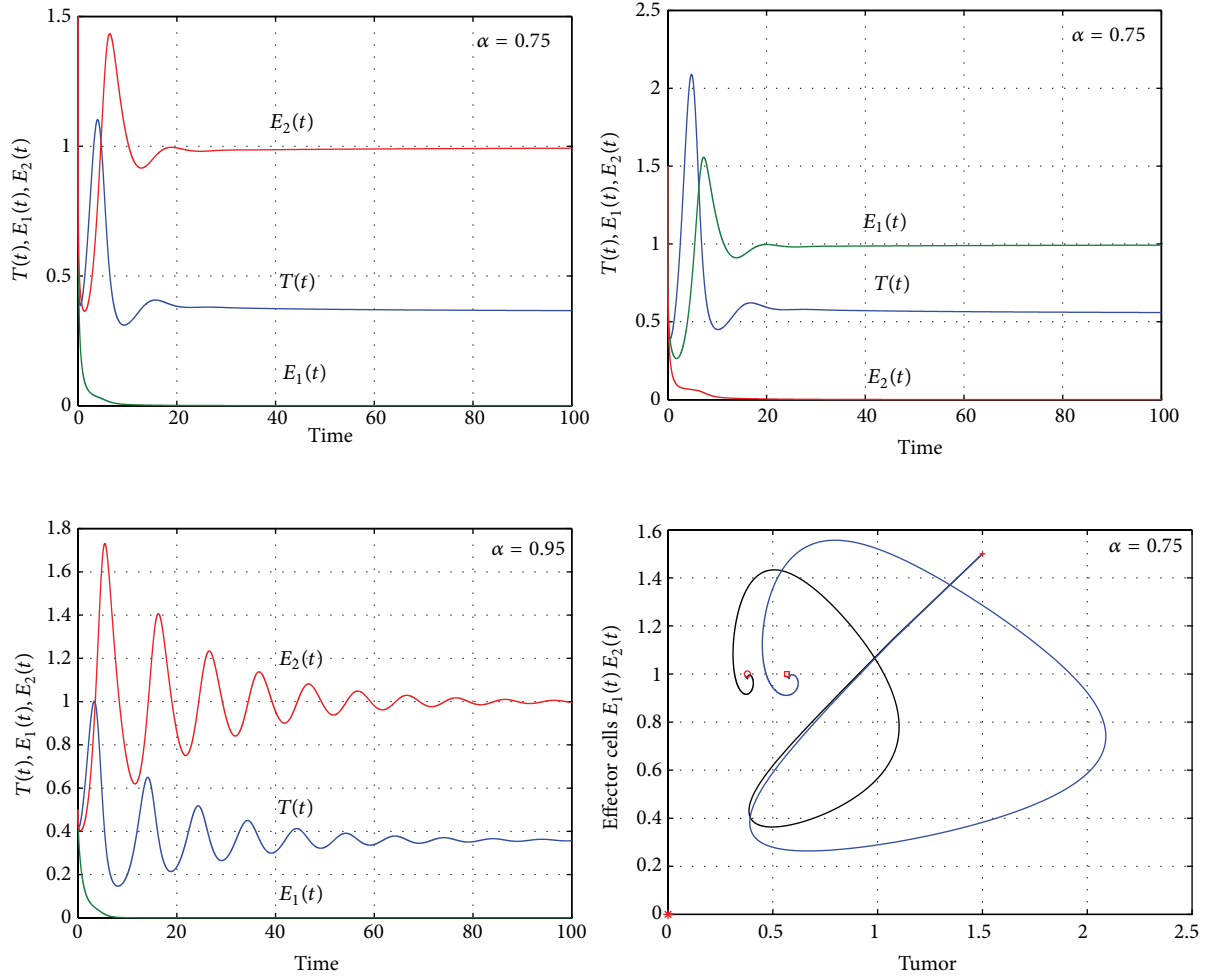 1.5
1
0.5
0
0
20
40
60
80
100
Time
T(t), E₁(t), E₂(t)
α = 0.75
E₂(t)
T(t)
E₁(t)
2.5
2
1.5
1
0.5
0
0
20
40
60
80
100
Time
T(t), E₁(t), E₂(t
α = 0.75
E₁(t)
T(t)
E₂(t)
1.8
1.6
1.4
1.2
1
0.8
0.6
0.4
0.2
0
0
20
40
60
80
100
Time
T(t), E₁(t), E₂(t)
α = 0.95
E₂(t)
T(t)
E₁(t)
1.6
1.4
1.2
1
0.8
0.6
0.4
0.2
0
0
0.5
1
1.5
2
2.5
Tumor
Effector cells E₁(t) E₂(t)
α = 0.75